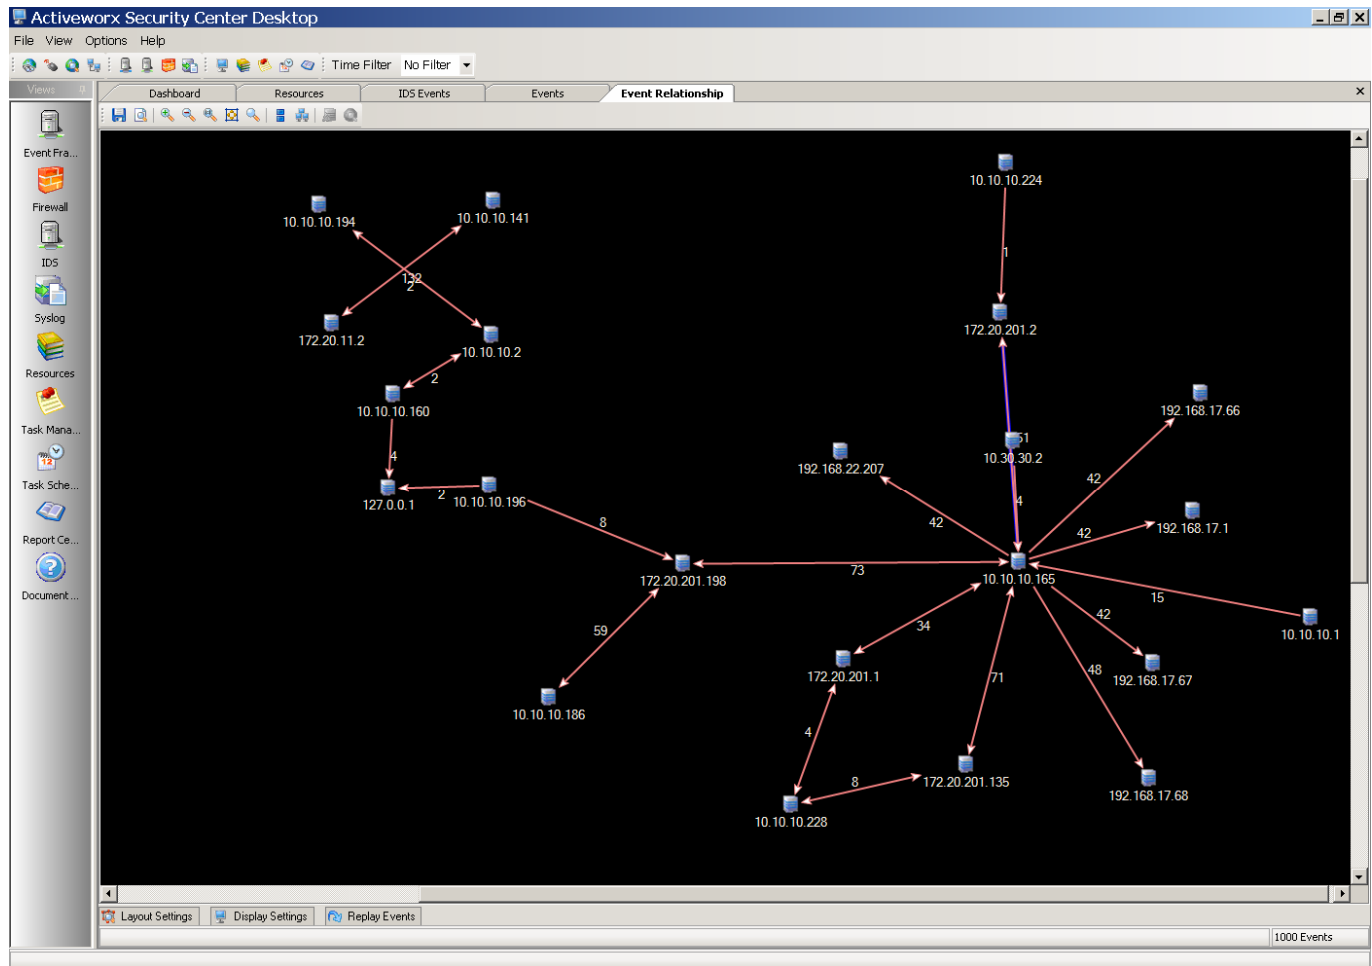 Activeworx Security Center Desktop
File View Options Help
Time Filter No Filter
Views
Dashboard Resources IDS Events Events Event Relationship
Event Fra...
Firewall
IDS
Syslog
Resources
Task Mana...
12
Task Sche...
Report Ce...
Document ...
10.10.10.224
10.10.10.194
10.10.10.141
1
132
2
172.20.11.2
172.20.201.2
10.10.10.2
2
10.10.10.160
192.168.17.66
4
10.30.30.2
192.168.22.207
42
127.0.0.1
2
10.10.10.196
4
8
42
42
192.168.17.1
73
172.20.201.198
10.10.10.165
15
59
34
42
10.10.10.1
172.20.201.1
71
48
192.168.17.67
10.10.10.186
4
8
172.20.201.135
192.168.17.68
10.10.10.228
Layout Settings Display Settings Replay Events
1000 Events